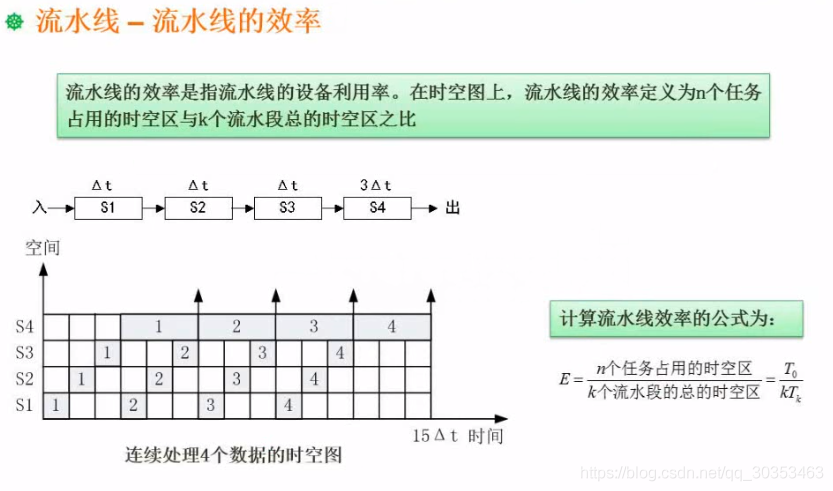 流水线 – 流水线的效率
流水线的效率是指流水线的设备利用率。在时空图上，流水线的效率定义为n个任务
占用的时空区与k个流水段总的时空区之比
Δt Δt Δt 3Δt
入 S1 S2 S3 S4 出
空间
S4 1 2 3 4
S3 1 2 3 4
S2 1 2 3 4
S1 1 2 3 4
15Δt 时间
连续处理4个数据的时空图
计算流水线效率的公式为：
E = n个任务占用的时空区 / k个流水段的总的时空区 = T₀ / kTₖ
https://blog.csdn.net/qq_30353463